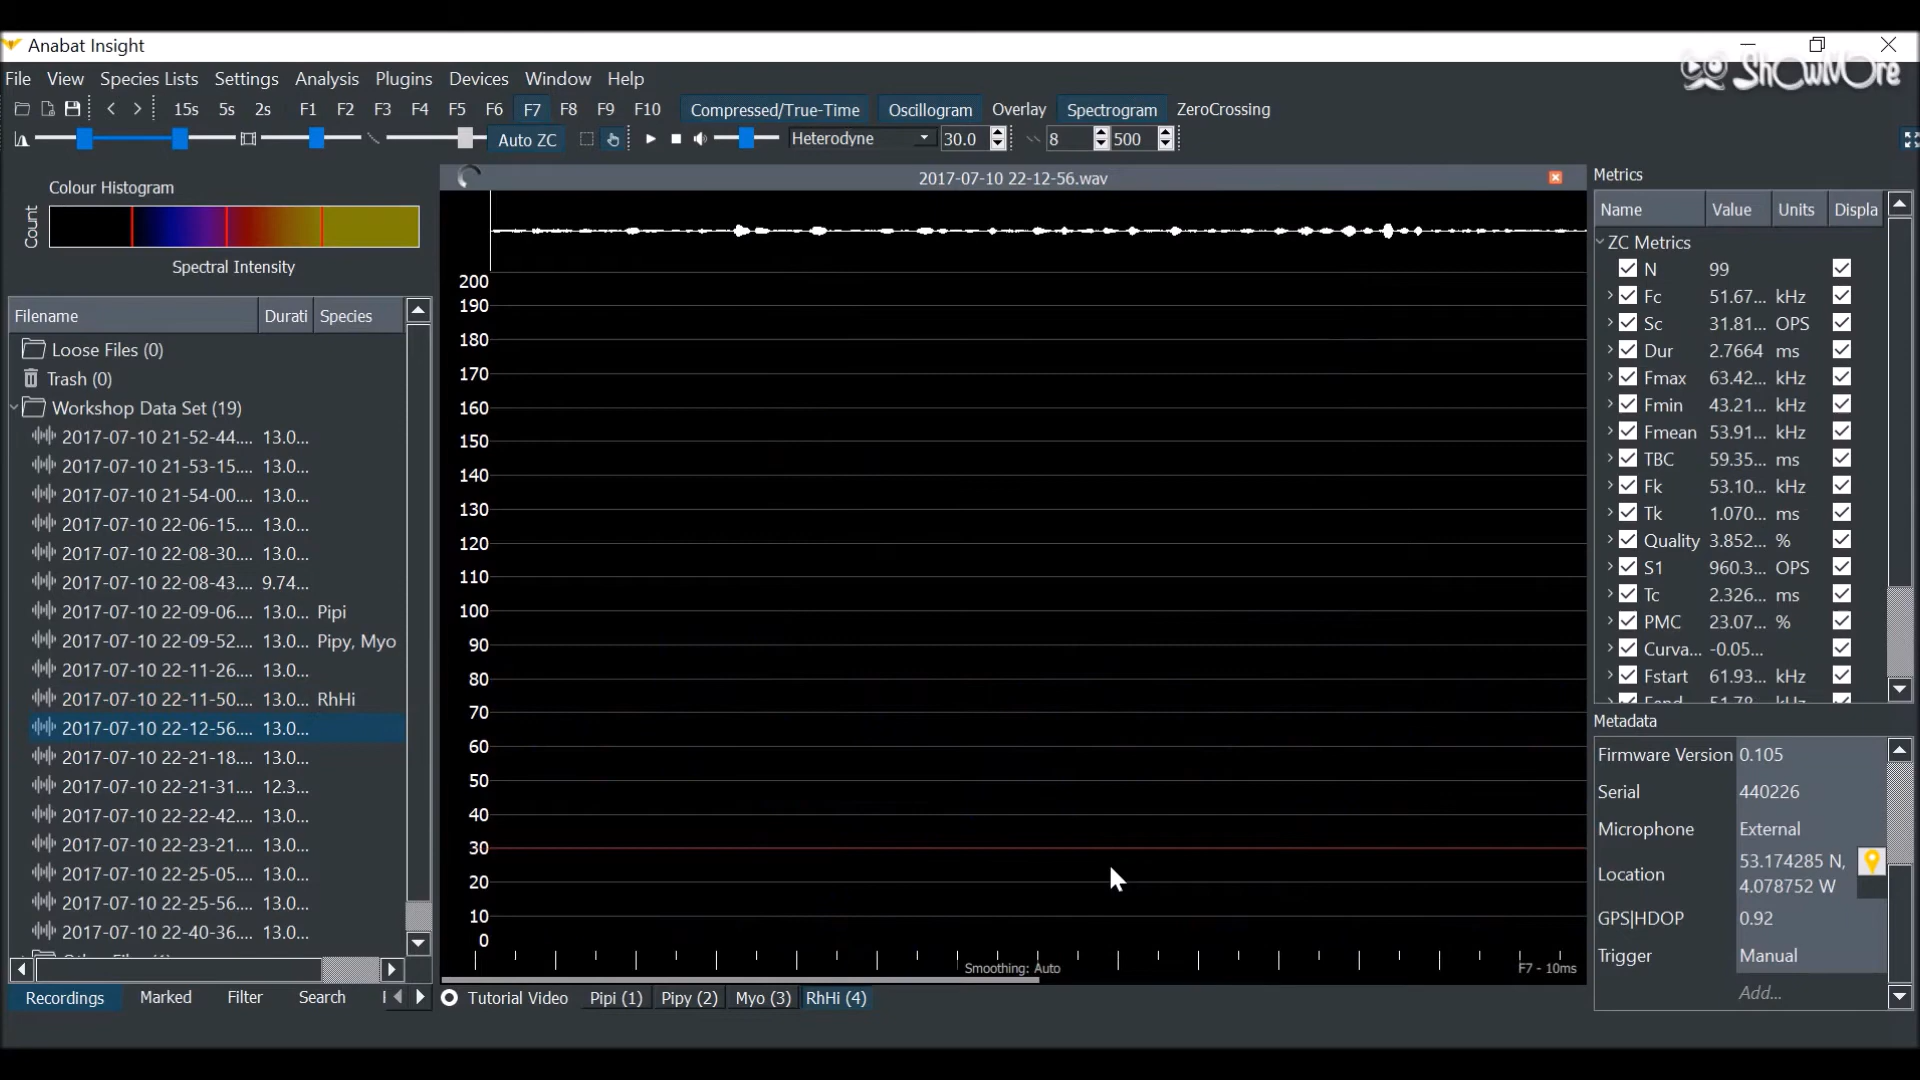 Anabat Insight
ShowMore
File View Species Lists Settings Analysis Plugins Devices Window Help
15s 5s 2s F1 F2 F3 F4 F5 F6 F7 F8 F9 F10 Compressed/True-Time Oscillogram Overlay Spectrogram ZeroCrossing
Auto ZC Heterodyne 30.0 8 500
Colour Histogram
Count
Spectral Intensity
Filename Durati Species
Loose Files (0)
Trash (0)
Workshop Data Set (19)
2017-07-10 21-52-44.... 13.0...
2017-07-10 21-53-15.... 13.0...
2017-07-10 21-54-00.... 13.0...
2017-07-10 22-06-15.... 13.0...
2017-07-10 22-08-30.... 13.0...
2017-07-10 22-08-43.... 9.74...
2017-07-10 22-09-06.... 13.0... Pipi
2017-07-10 22-09-52.... 13.0... Pipy, Myo
2017-07-10 22-11-26.... 13.0...
2017-07-10 22-11-50.... 13.0... RhHi
2017-07-10 22-12-56.... 13.0...
2017-07-10 22-21-18.... 13.0...
2017-07-10 22-21-31.... 12.3...
2017-07-10 22-22-42.... 13.0...
2017-07-10 22-23-21.... 13.0...
2017-07-10 22-25-05.... 13.0...
2017-07-10 22-25-56.... 13.0...
2017-07-10 22-40-36.... 13.0...
Recordings Marked Filter Search
2017-07-10 22-12-56.wav
200
190
180
170
160
150
140
130
120
110
100
90
80
70
60
50
40
30
20
10
0
Smoothing: Auto
F7 - 10ms
Tutorial Video Pipi (1) Pipy (2) Myo (3) RhHi (4)
Metrics
Name Value Units Displa
ZC Metrics
N 99
Fc 51.67... kHz
Sc 31.81... OPS
Dur 2.7664 ms
Fmax 63.42... kHz
Fmin 43.21... kHz
Fmean 53.91... kHz
TBC 59.35... ms
Fk 53.10... kHz
Tk 1.070... ms
Quality 3.852... %
S1 960.3... OPS
Tc 2.326... ms
PMC 23.07... %
Curva... -0.05...
Fstart 61.93... kHz
Metadata
Firmware Version 0.105
Serial 440226
Microphone External
Location 53.174285 N,
4.078752 W
GPS|HDOP 0.92
Trigger Manual
Add...